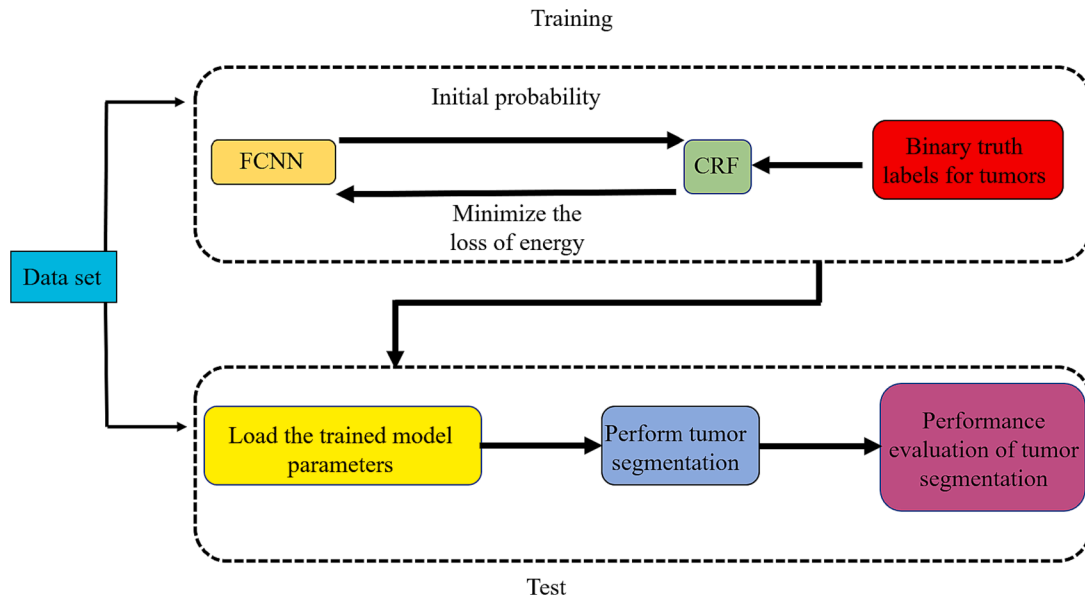 Training
Initial probability
FCNN
CRF
Binary truth
labels for tumors
Minimize the
loss of energy
Data set
Load the trained model
parameters
Perform tumor
segmentation
Performance
evaluation of tumor
segmentation
Test